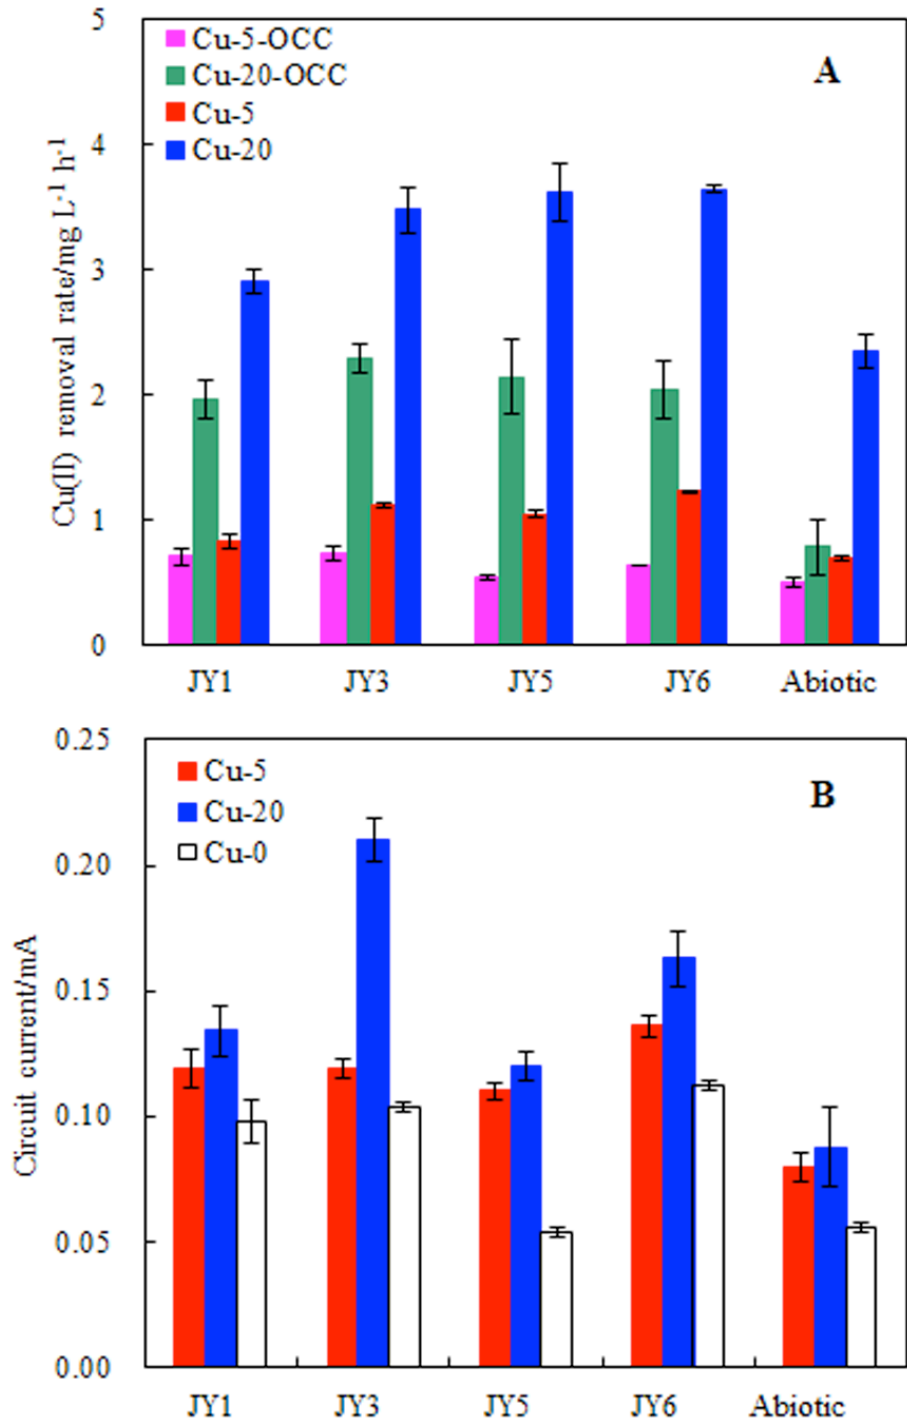 5
Cu-5-OCC
Cu-20-OCC
Cu-5
Cu-20
A
4
3
2
1
0
Cu(II) removal rate/mg L⁻¹ h⁻¹
JY1 JY3 JY5 JY6 Abiotic
0.25
Cu-5
Cu-20
Cu-0
B
0.20
0.15
0.10
0.05
0.00
Circuit current/mA
JY1 JY3 JY5 JY6 Abiotic